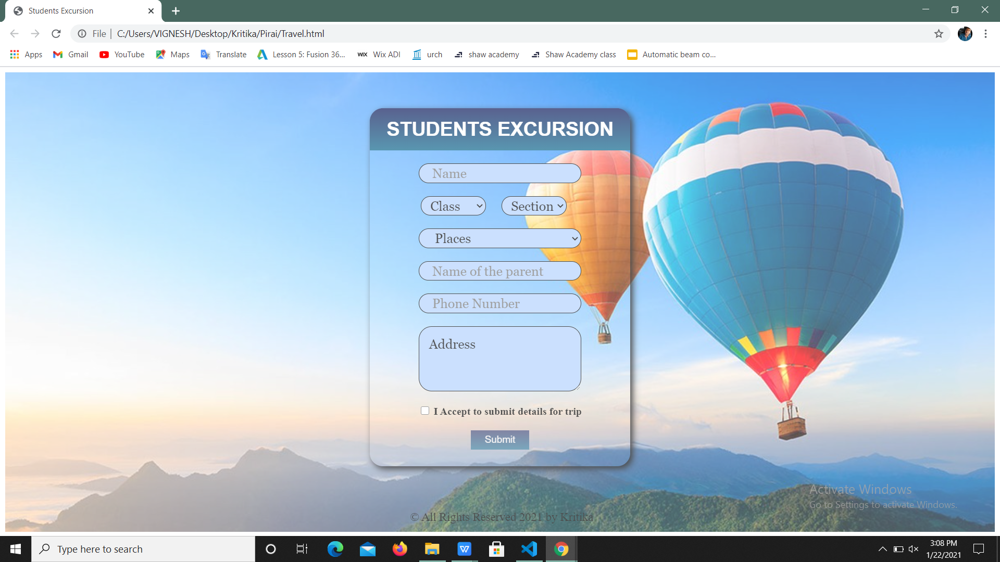 Students Excursion
File | C:/Users/VIGNESH/Desktop/Kritika/Pirai/Travel.html
Apps Gmail YouTube Maps Translate Lesson 5: Fusion 36... WIX Wix ADI urch shaw academy Shaw Academy class Automatic beam co...
STUDENTS EXCURSION
Name
Class Section
Places
Name of the parent
Phone Number
Address
I Accept to submit details for trip
Submit
Activate Windows
Go to Settings to activate Windows.
© All Rights Reserved 2021 by Kritika
Type here to search
3:08 PM
1/22/2021